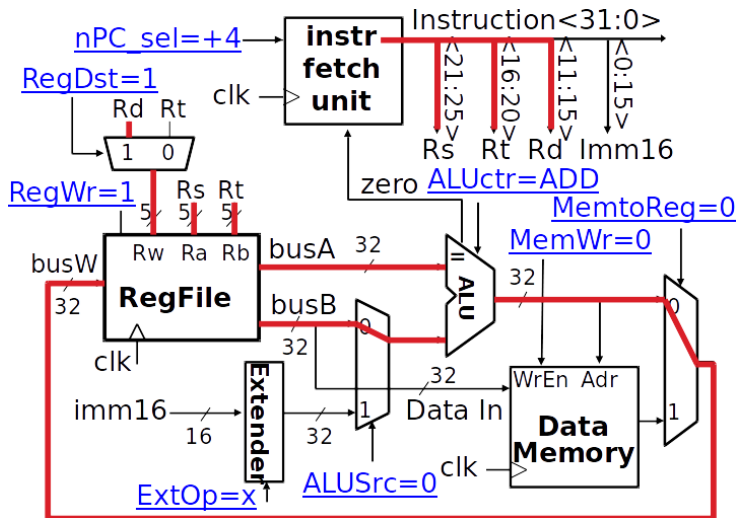 Instruction<31:0>
nPC_sel=+4
instr
fetch
unit
clk
<21:25>
<16:20>
<11:15>
<0:15>
Rs
Rt
Rd
Imm16
RegDst=1
Rd
Rt
1
0
zero
ALUctr=ADD
MemtoReg=0
MemWr=0
RegWr=1
Rs
Rt
5
5
5
Rw
Ra
Rb
RegFile
busW
32
clk
busA
32
busB
32
=
ALU
32
0
1
0
1
WrEn
Adr
32
Data In
Data
Memory
clk
imm16
16
Extender
32
ExtOp=x
ALUSrc=0